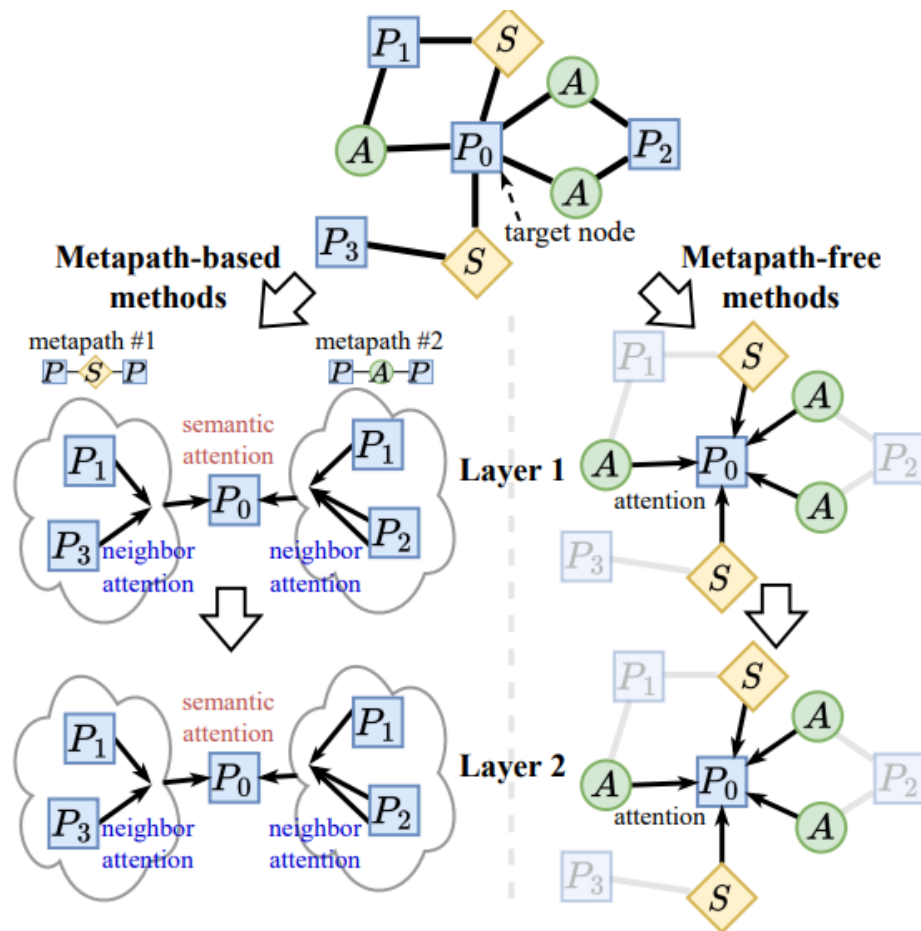 P₁ S
A
A P₀ P₂
A
target node
P₃ S
Metapath-based
methods
Metapath-free
methods
metapath #1
P S P
metapath #2
P A P
semantic
attention
P₁
P₃
P₀
P₁
P₂
neighbor
attention
neighbor
attention
Layer 1
P₁ S
A
A P₀ P₂
attention
A
P₃ S
semantic
attention
P₁
P₃
P₀
P₁
P₂
neighbor
attention
neighbor
attention
Layer 2
P₁ S
A
A P₀ P₂
attention
A
P₃ S